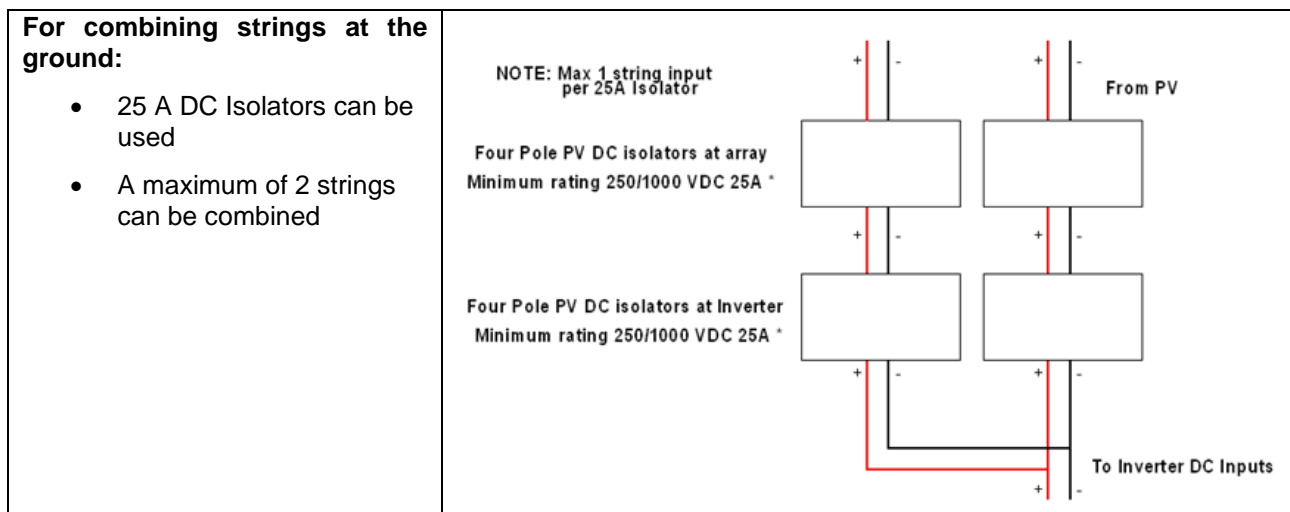 For combining strings at the
ground:
• 25 A DC Isolators can be
used
• A maximum of 2 strings
can be combined
NOTE: Max 1 string input
per 25A Isolator
+ - + -
From PV
Four Pole PV DC isolators at array
Minimum rating 250/1000 VDC 25A *
+ - + -
Four Pole PV DC isolators at Inverter
Minimum rating 250/1000 VDC 25A *
+ - + -
To Inverter DC Inputs
+ -